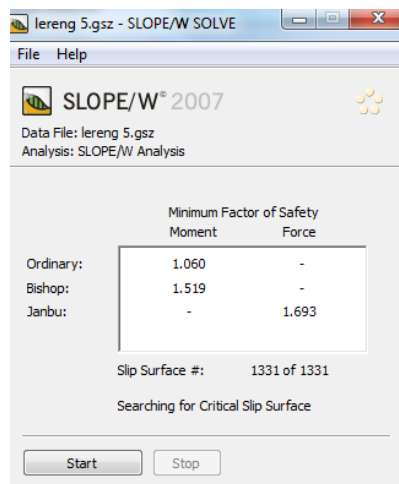 lereng 5.gsz - SLOPE/W SOLVE
File Help
SLOPE/W® 2007
Data File: lereng 5.gsz
Analysis: SLOPE/W Analysis
Minimum Factor of Safety
Moment Force
Ordinary: 1.060 -
Bishop: 1.519 -
Janbu: - 1.693
Slip Surface #: 1331 of 1331
Searching for Critical Slip Surface
Start Stop